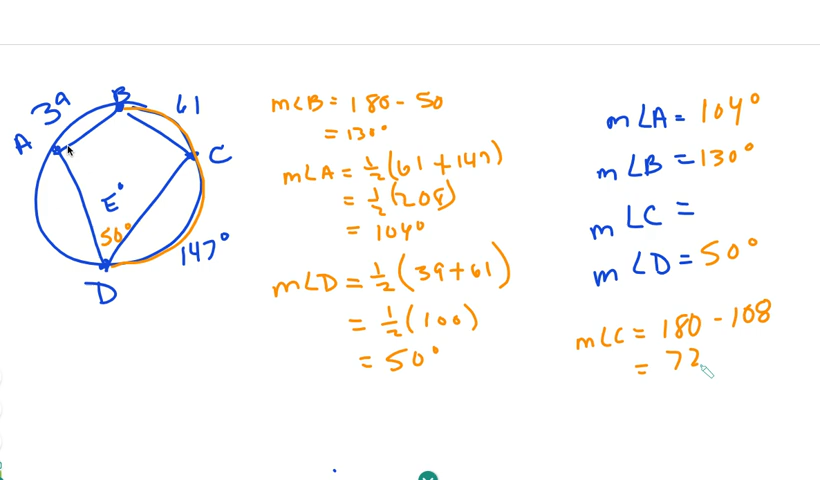 39
B
61
A
C
E
50°
147°
D
m∠B = 180 - 50
= 130°
m∠A = 1/2(61 + 147)
= 1/2(208)
= 104°
m∠D = 1/2(39+61)
= 1/2(100)
= 50°
m∠A = 104°
m∠B = 130°
m∠C =
m∠D = 50°
m∠C = 180 - 108
= 72